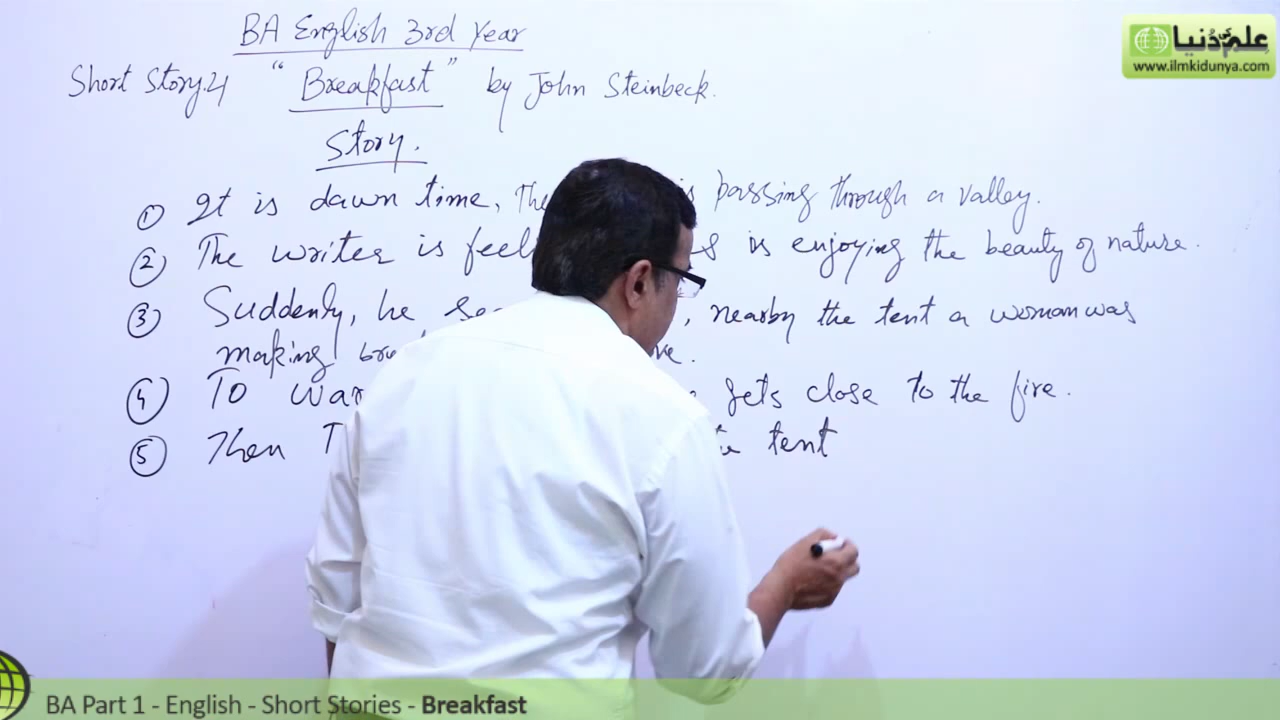 BA English 3rd Year
علم کی دُنیا
www.ilmkidunya.com
Short Story.4 "Breakfast" by John Steinbeck.
Story.
① It is dawn time, The is passing through a valley.
② The writer is is enjoying the beauty of nature.
③ Suddenly, he , nearby the tent a woman was
making
④ To gets close to the fire.
⑤ Then tent
BA Part 1 - English - Short Stories - Breakfast